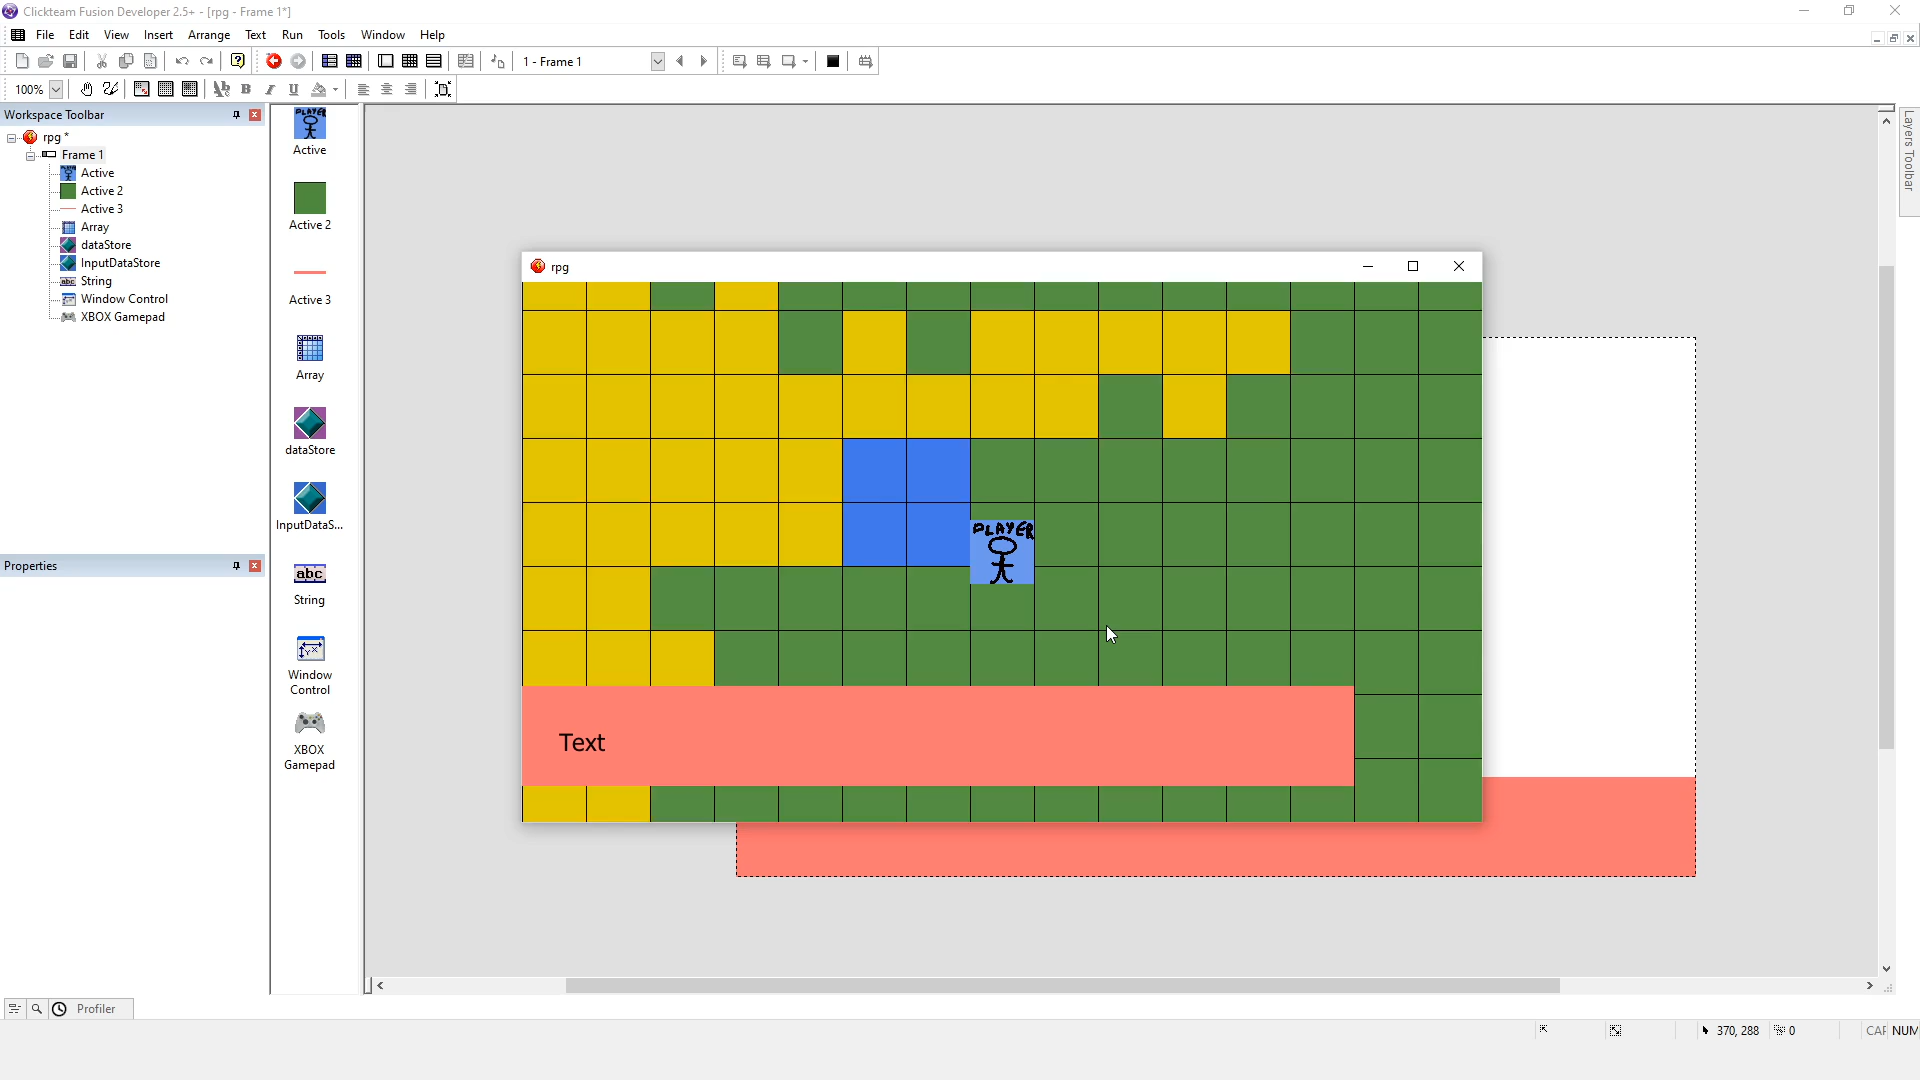 Clickteam Fusion Developer 2.5+ - [rpg - Frame 1*]
File Edit View Insert Arrange Text Run Tools Window Help
1 - Frame 1
100%
Workspace Toolbar
rpg *
Frame 1
Active
Active 2
Active 3
Array
dataStore
InputDataStore
String
Window Control
XBOX Gamepad
Properties
PLAYER
Active
Active 2
Active 3
Array
dataStore
InputDataS...
abc
String
Window
Control
XBOX
Gamepad
rpg
PLAYER
Text
Layers Toolbar
Profiler
370, 288
0
CAP NUM